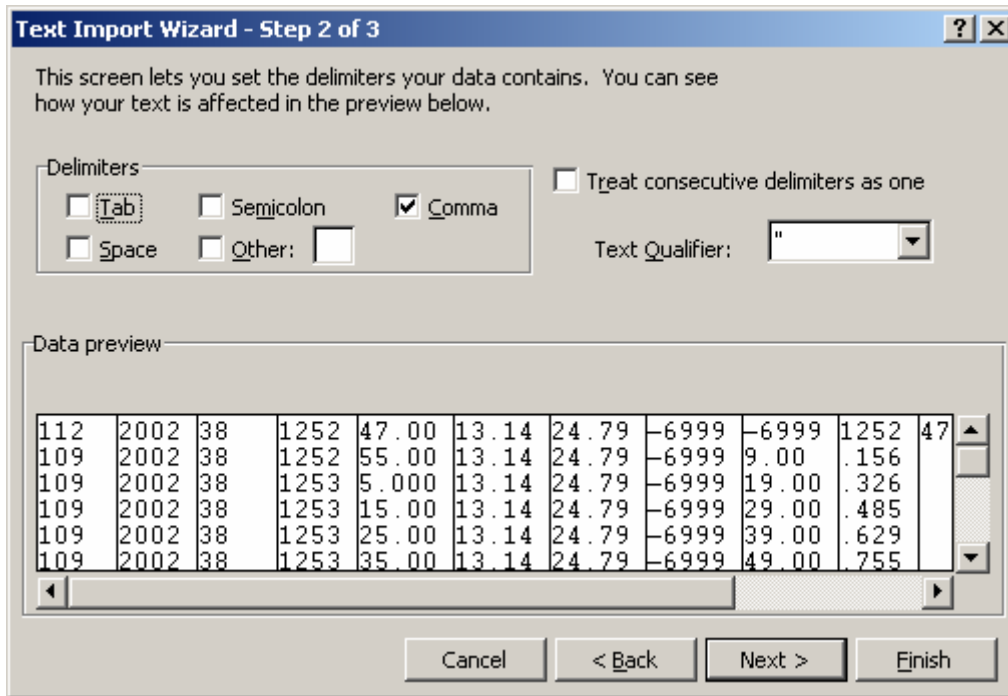 Text Import Wizard - Step 2 of 3
This screen lets you set the delimiters your data contains. You can see
how your text is affected in the preview below.
Delimiters
Tab Semicolon Comma
Space Other:
Treat consecutive delimiters as one
Text Qualifier: "
Data preview
112 2002 38 1252 47.00 13.14 24.79 -6999 -6999 1252 47
109 2002 38 1252 55.00 13.14 24.79 -6999 9.00 .156
109 2002 38 1253 5.000 13.14 24.79 -6999 19.00 .326
109 2002 38 1253 15.00 13.14 24.79 -6999 29.00 .485
109 2002 38 1253 25.00 13.14 24.79 -6999 39.00 .629
109 2002 38 1253 35.00 13.14 24.79 -6999 49.00 .755
Cancel < Back Next > Finish